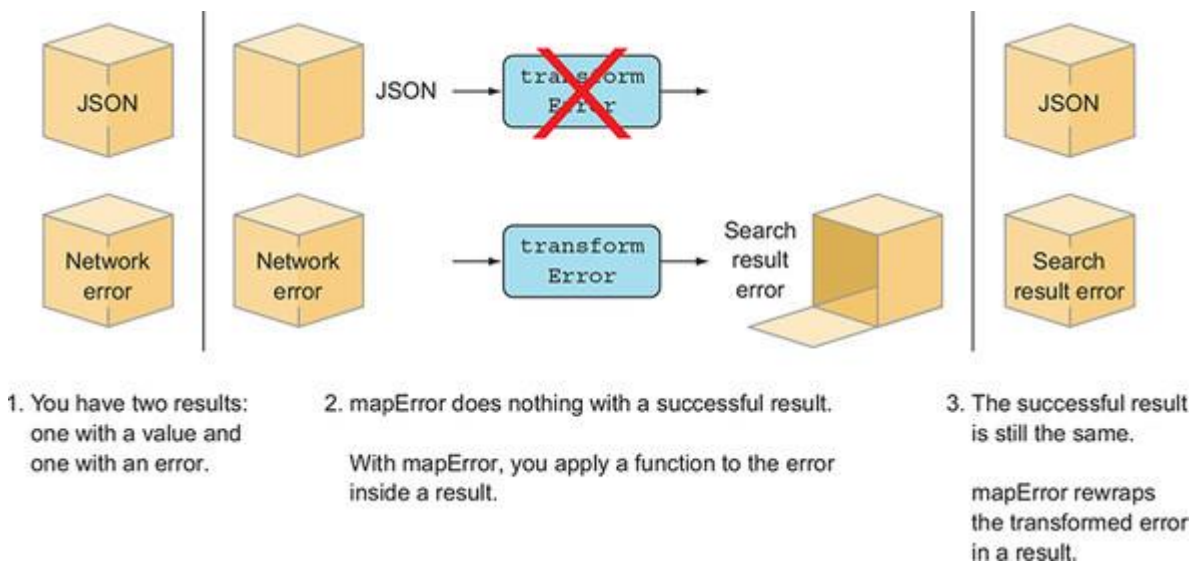 JSON
JSON
transform
Error
JSON
Network
error
Network
error
transform
Error
Search
result
error
Search
result error
1. You have two results:
one with a value and
one with an error.
2. mapError does nothing with a successful result.
With mapError, you apply a function to the error
inside a result.
3. The successful result
is still the same.
mapError rewraps
the transformed error
in a result.